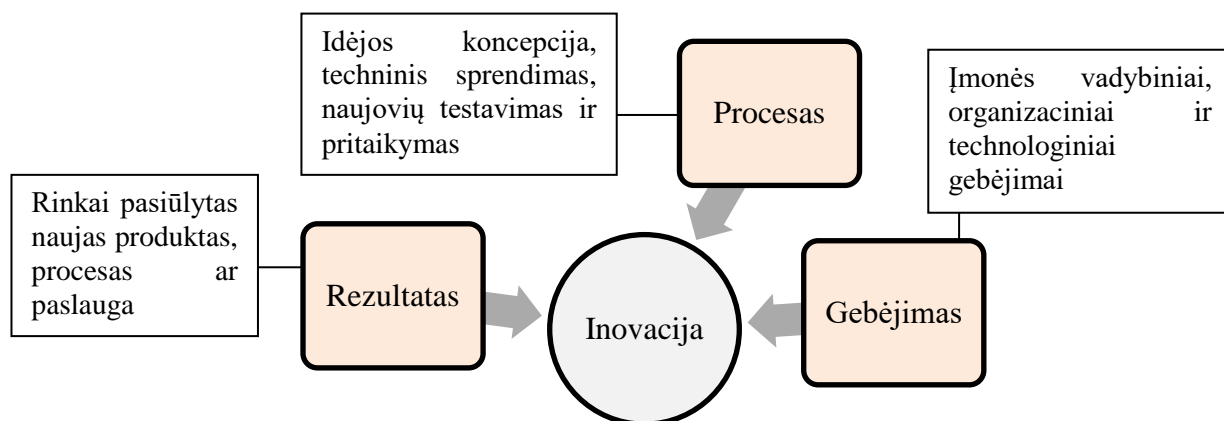 Idėjos koncepcija,
techninis sprendimas,
naujovių testavimas ir
pritaikymas
Procesas
Įmonės vadybiniai,
organizaciniai ir
technologiniai
gebėjimai
Rinkai pasiūlytas
naujas produktas,
procesas ar
paslauga
Rezultatas
Inovacija
Gebėjimas